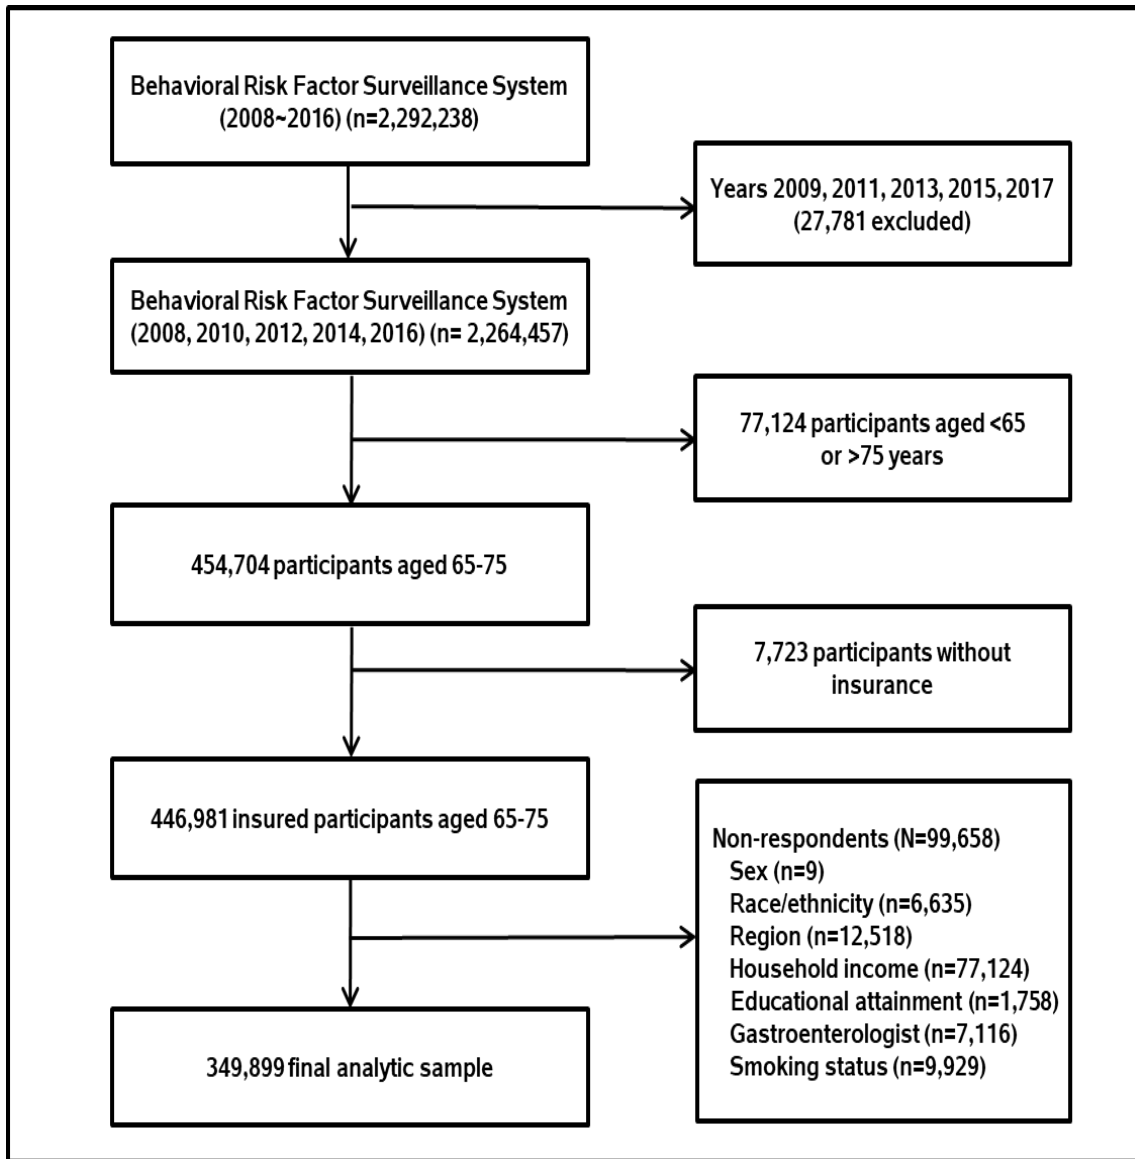 Behavioral Risk Factor Surveillance System
(2008~2016) (n=2,292,238)
Years 2009, 2011, 2013, 2015, 2017
(27,781 excluded)
Behavioral Risk Factor Surveillance System
(2008, 2010, 2012, 2014, 2016) (n= 2,264,457)
77,124 participants aged <65
or >75 years
454,704 participants aged 65-75
7,723 participants without
insurance
446,981 insured participants aged 65-75
Non-respondents (N=99,658)
Sex (n=9)
Race/ethnicity (n=6,635)
Region (n=12,518)
Household income (n=77,124)
Educational attainment (n=1,758)
Gastroenterologist (n=7,116)
Smoking status (n=9,929)
349,899 final analytic sample